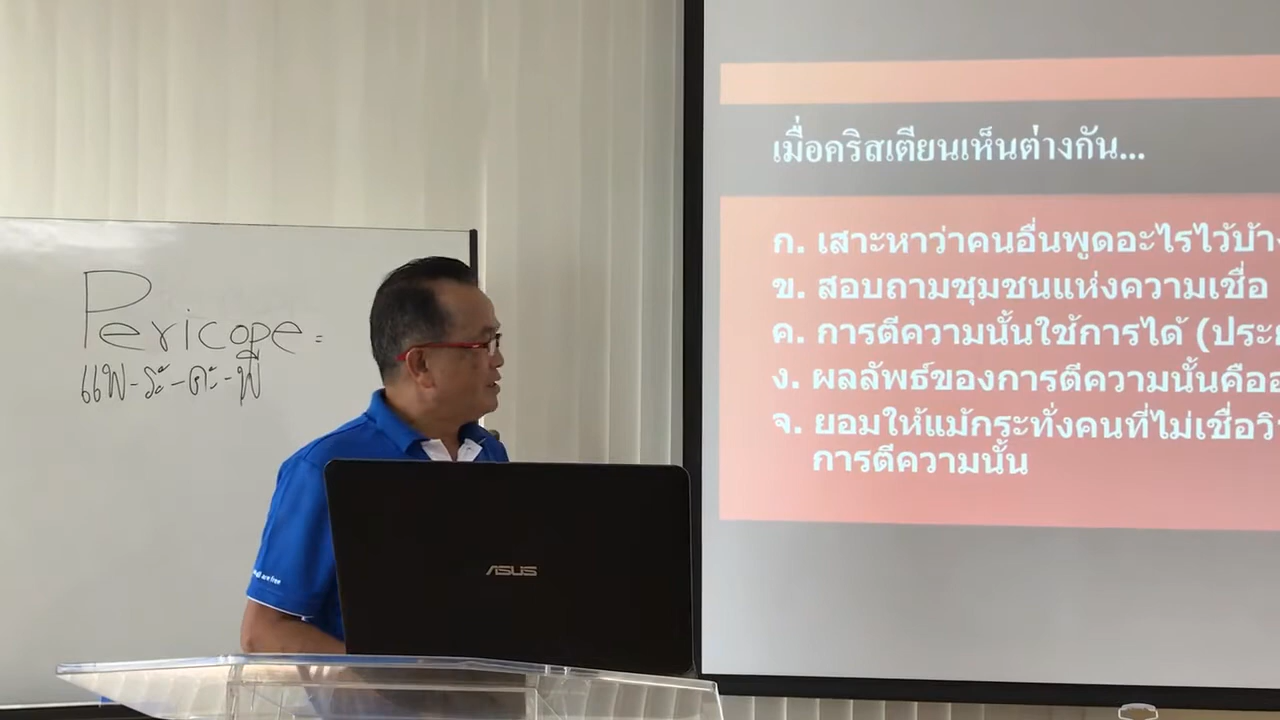 Pericope =
แพ-ระ-คะ-พี
เมื่อคริสเตียนเห็นต่างกัน...
ก. เสาะหาว่าคนอื่นพูดอะไรไว้บ้าง
ข. สอบถามชุมชนแห่งความเชื่อ
ค. การตีความนั้นใช้การได้
ง. ผลลัพธ์ของการตีความนั้นคือ
จ. ยอมให้แม้กระทั่งคนที่ไม่เชื่อ
การตีความนั้น
ASUS
are free